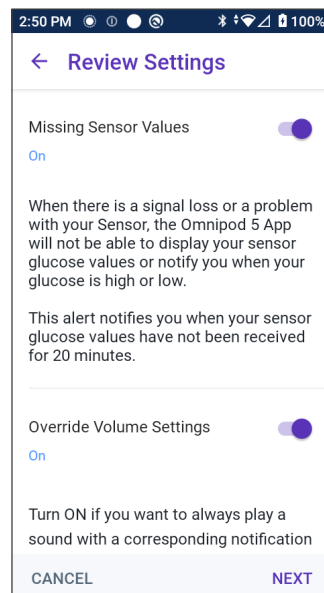 2:50 PM 100%
Review Settings
Missing Sensor Values
On
When there is a signal loss or a problem
with your Sensor, the Omnipod 5 App
will not be able to display your sensor
glucose values or notify you when your
glucose is high or low.
This alert notifies you when your sensor
glucose values have not been received
for 20 minutes.
Override Volume Settings
On
Turn ON if you want to always play a
sound with a corresponding notification
CANCEL NEXT